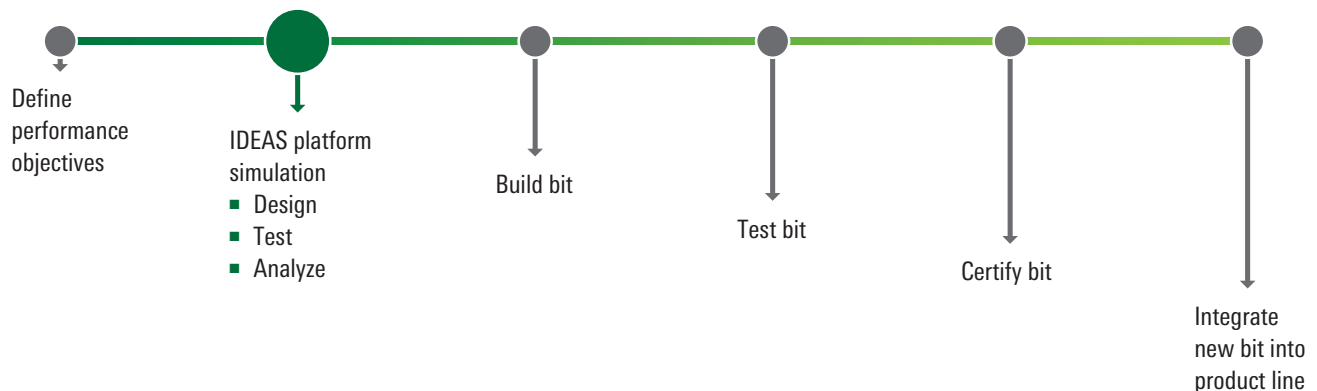 Define
performance
objectives
IDEAS platform
simulation
▪ Design
▪ Test
▪ Analyze
Build bit
Test bit
Certify bit
Integrate
new bit into
product line